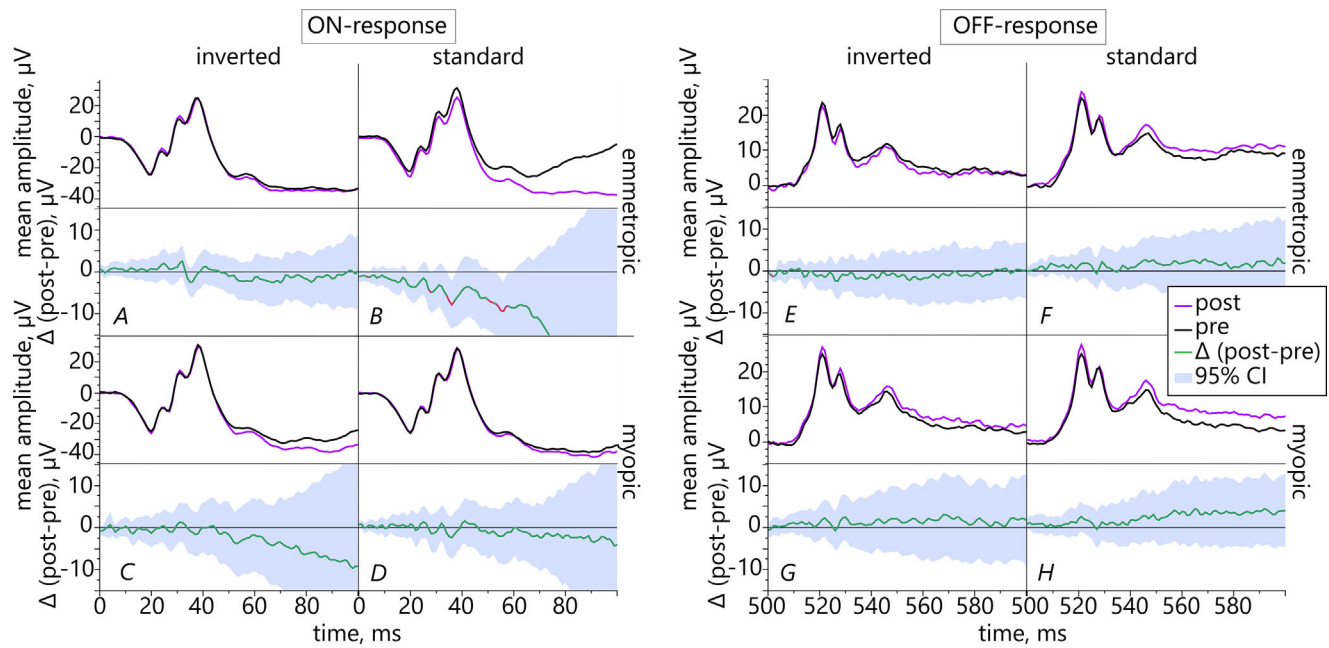 ON-response
OFF-response
inverted
standard
inverted
standard
mean amplitude, µV
20
0
-20
-40
emmetropic
Δ (post-pre), µV
10
0
-10
A
B
mean amplitude, µV
20
0
-20
-40
myopic
Δ (post-pre), µV
10
0
-10
C
D
0
20
40
60
80
0
20
40
60
80
time, ms
mean amplitude, µV
20
10
0
emmetropic
Δ (post-pre), µV
10
0
-10
E
F
post
pre
Δ (post-pre)
95% CI
mean amplitude, µV
20
10
0
myopic
Δ (post-pre), µV
10
0
-10
G
H
500
520
540
560
580
500
520
540
560
580
time, ms